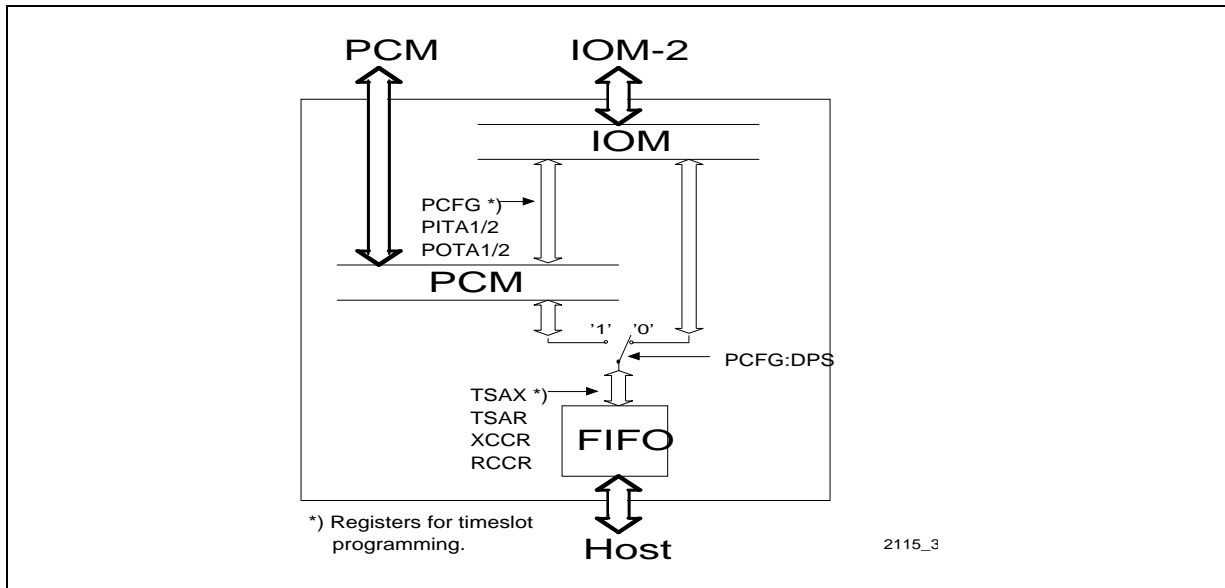 PCM
IOM-2
IOM
PCFG *)
PITA1/2
POTA1/2
PCM
'1' '0'
PCFG:DPS
TSAX *)
TSAR
XCCR
RCCR
FIFO
*) Registers for timeslot
programming.
Host
2115_3